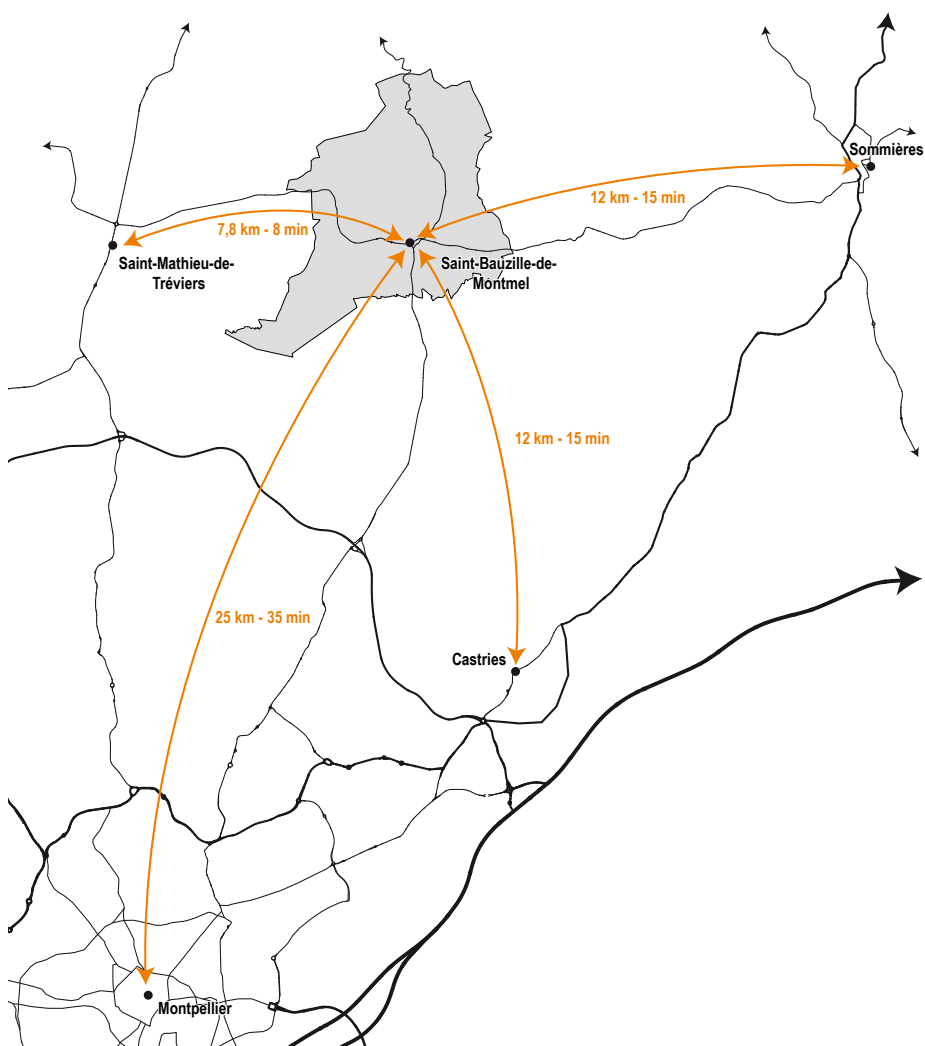 Sommières
12 km - 15 min
7,8 km - 8 min
Saint-Mathieu-de-
Tréviers
Saint-Bauzille-de-
Montmel
12 km - 15 min
25 km - 35 min
Castries
Montpellier